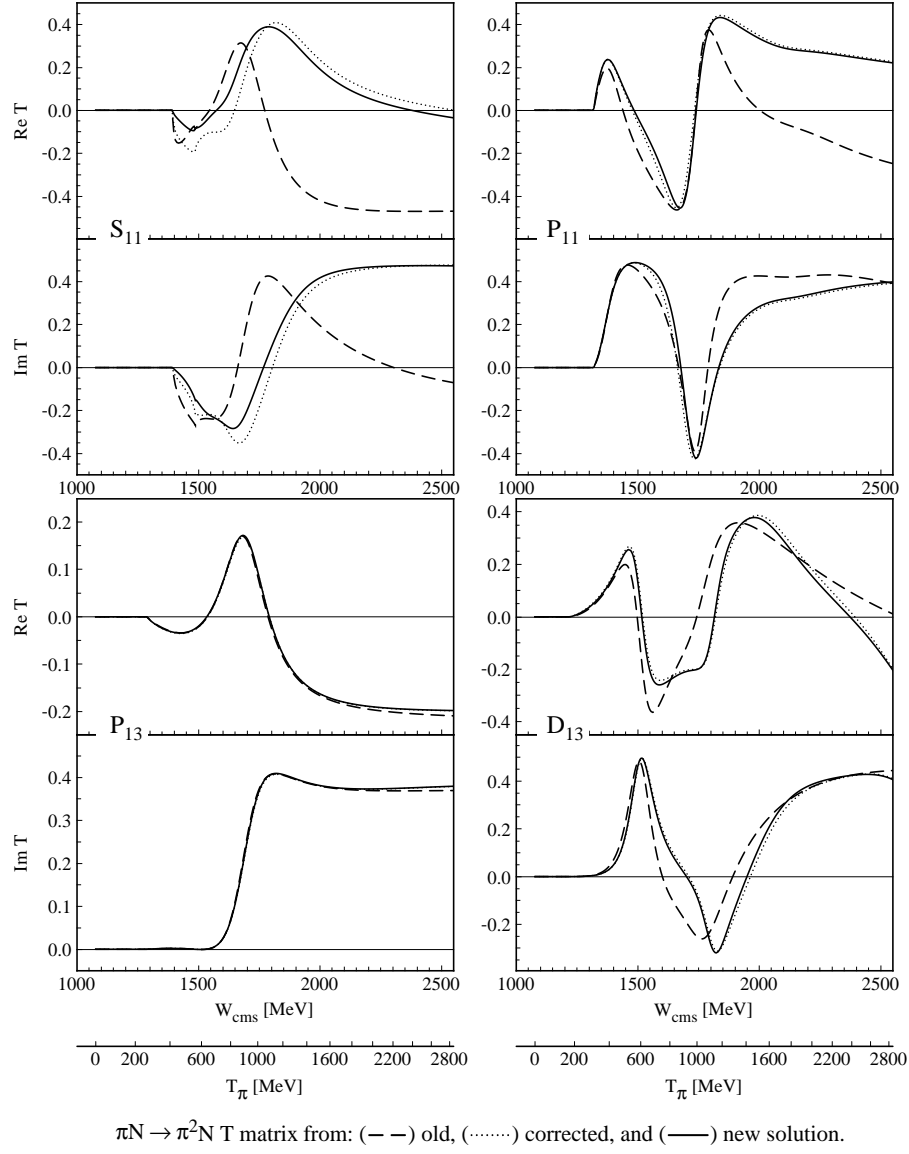 0.4
0.2
0.0
-0.2
-0.4
Re T
S11
0.4
0.2
0.0
-0.2
-0.4
P11
0.4
0.2
0.0
-0.2
-0.4
Im T
1000 1500 2000 2500
0.4
0.2
0.0
-0.2
-0.4
1000 1500 2000 2500
0.2
0.1
0.0
-0.1
-0.2
Re T
P13
0.4
0.2
0.0
-0.2
-0.4
D13
0.4
0.3
0.2
0.1
0.0
Im T
1000 1500 2000 2500
Wcms [MeV]
0.4
0.2
0.0
-0.2
1000 1500 2000 2500
Wcms [MeV]
0 200 600 1000 1600 2200 2800
Tπ [MeV]
0 200 600 1000 1600 2200 2800
Tπ [MeV]
πN → π²N T matrix from: (– –) old, (........) corrected, and (——) new solution.